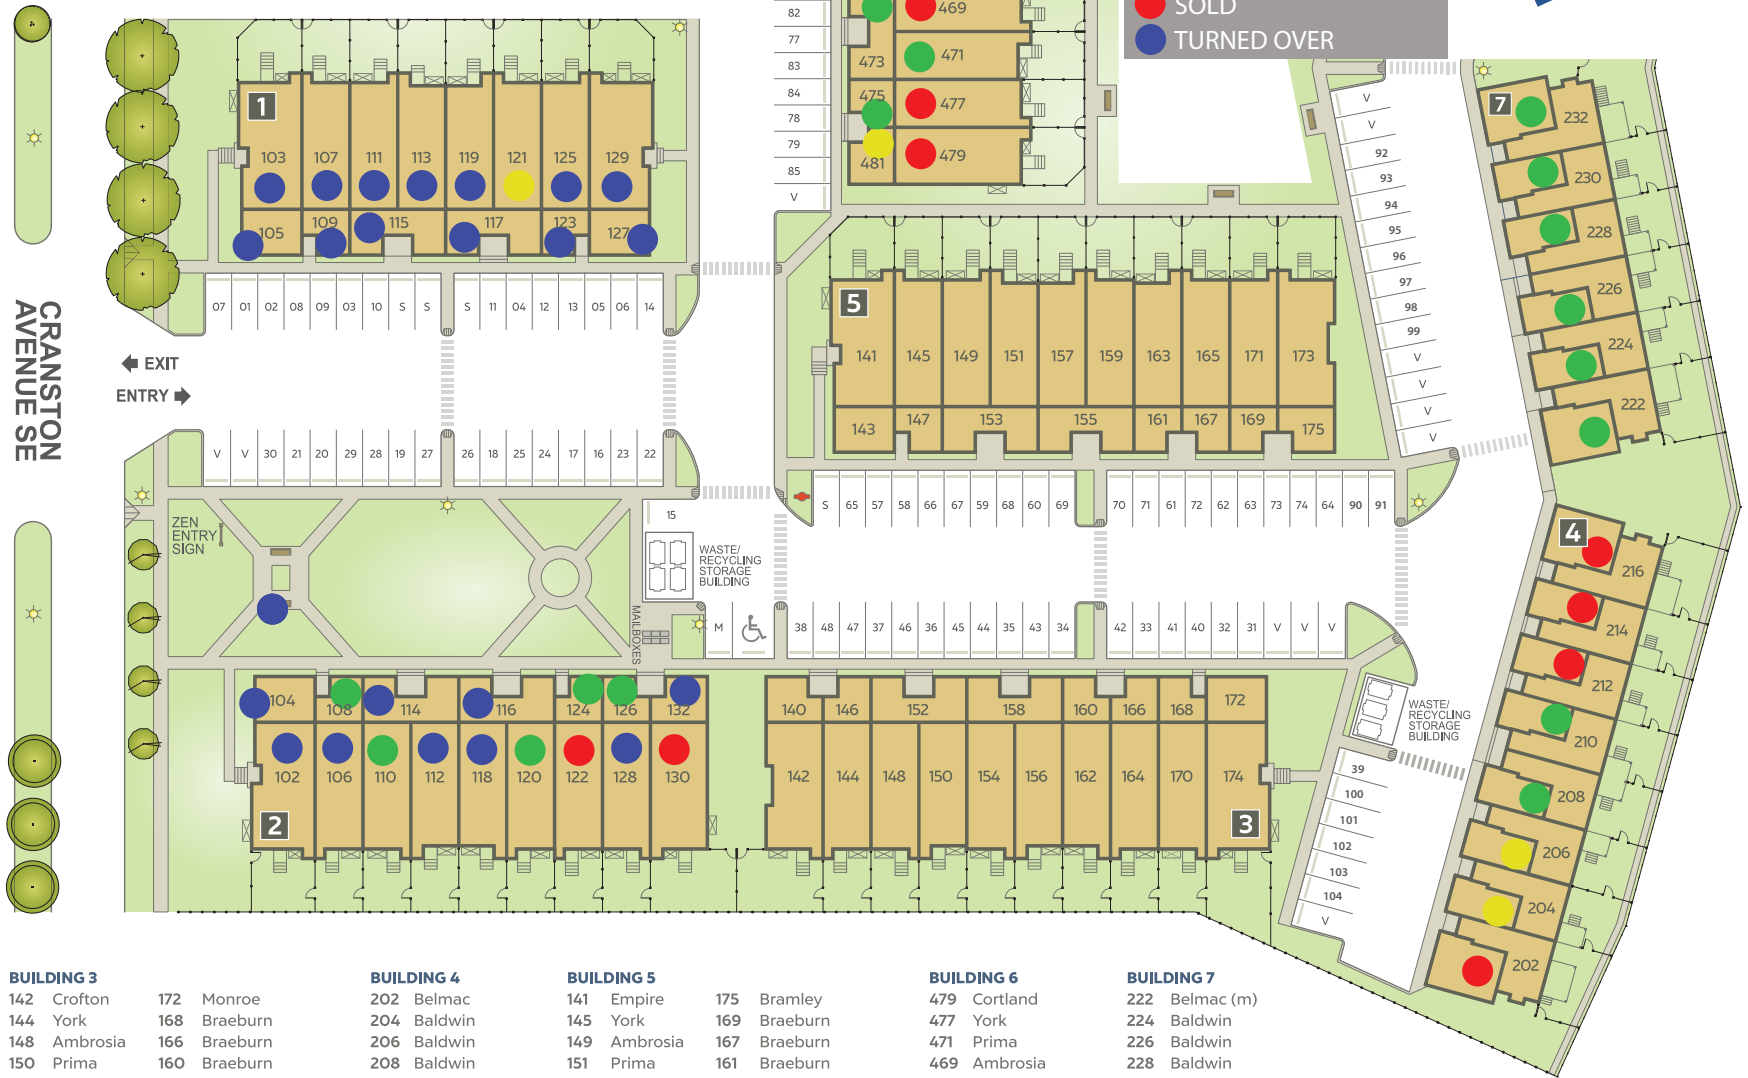 SOLD
TURNED OVER
82
77
83
84
78
79
85
V
469
471
473
475
477
479
481
1
103
107
111
113
119
121
125
129
105
109
115
117
123
127
07
01
02
08
09
03
10
S
S
S
11
04
12
13
05
06
14
CRANSTON
AVENUE SE
EXIT
ENTRY
V
V
30
21
20
29
28
19
27
26
18
25
24
17
16
23
22
ZEN
ENTRY
SIGN
15
WASTE/
RECYCLING
STORAGE
BUILDING
MAILBOXES
M
5
141
145
149
151
157
159
163
165
171
173
143
147
153
155
161
167
169
175
S
65
57
58
66
67
59
68
60
69
70
71
61
72
62
63
73
74
64
90
91
38
48
47
37
46
36
45
44
35
43
34
42
33
41
40
32
31
V
V
V
V
V
92
93
94
95
96
97
98
99
V
V
V
V
7
232
230
228
226
224
222
4
216
214
212
210
208
206
204
202
104
108
114
116
124
126
132
102
106
110
112
118
120
122
128
130
2
140
146
152
158
160
166
168
172
142
144
148
150
154
156
162
164
170
174
3
WASTE/
RECYCLING
STORAGE
BUILDING
39
100
101
102
103
104
V
BUILDING 3
142 Crofton 172 Monroe
144 York 168 Braeburn
148 Ambrosia 166 Braeburn
150 Prima 160 Braeburn
BUILDING 4
202 Belmac
204 Baldwin
206 Baldwin
208 Baldwin
BUILDING 5
141 Empire 175 Bramley
145 York 169 Braeburn
149 Ambrosia 167 Braeburn
151 Prima 161 Braeburn
BUILDING 6
479 Cortland
477 York
471 Prima
469 Ambrosia
BUILDING 7
222 Belmac (m)
224 Baldwin
226 Baldwin
228 Baldwin